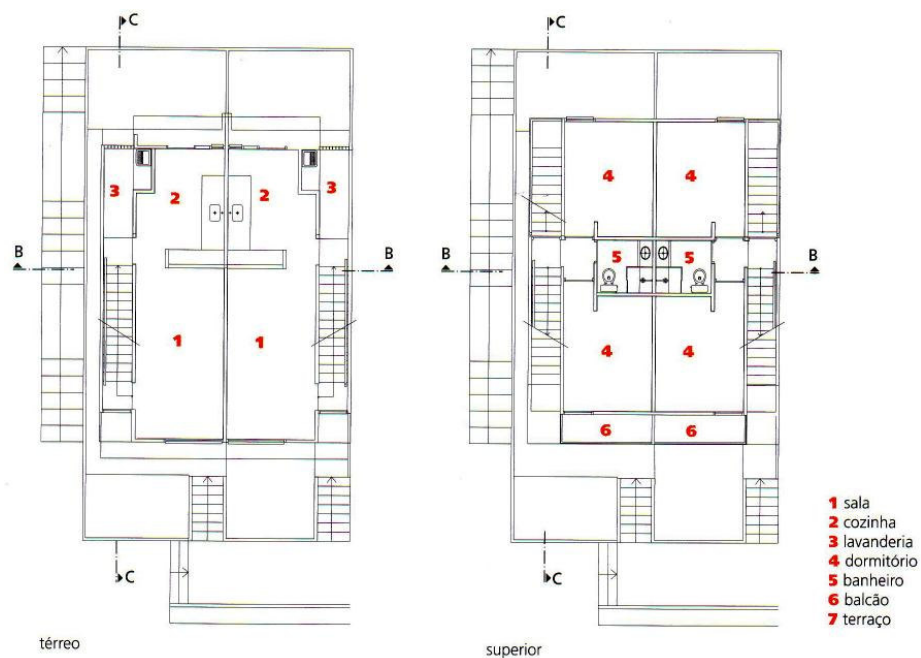 C
C
3
2
2
3
B
B
1
1
C
térreo
C
4
4
5
5
B
B
4
4
6
6
C
superior
1 sala
2 cozinha
3 lavanderia
4 dormitório
5 banheiro
6 balcão
7 terraço